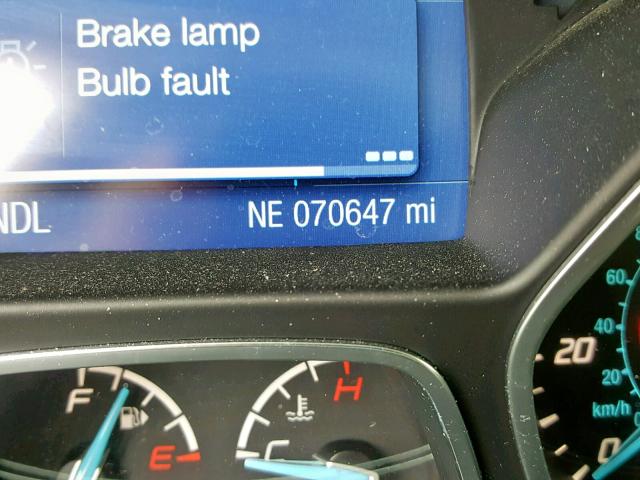 Brake lamp
Bulb fault
NDL NE 070647 mi
F
E
H
C
60
40
20
20
km/h
0